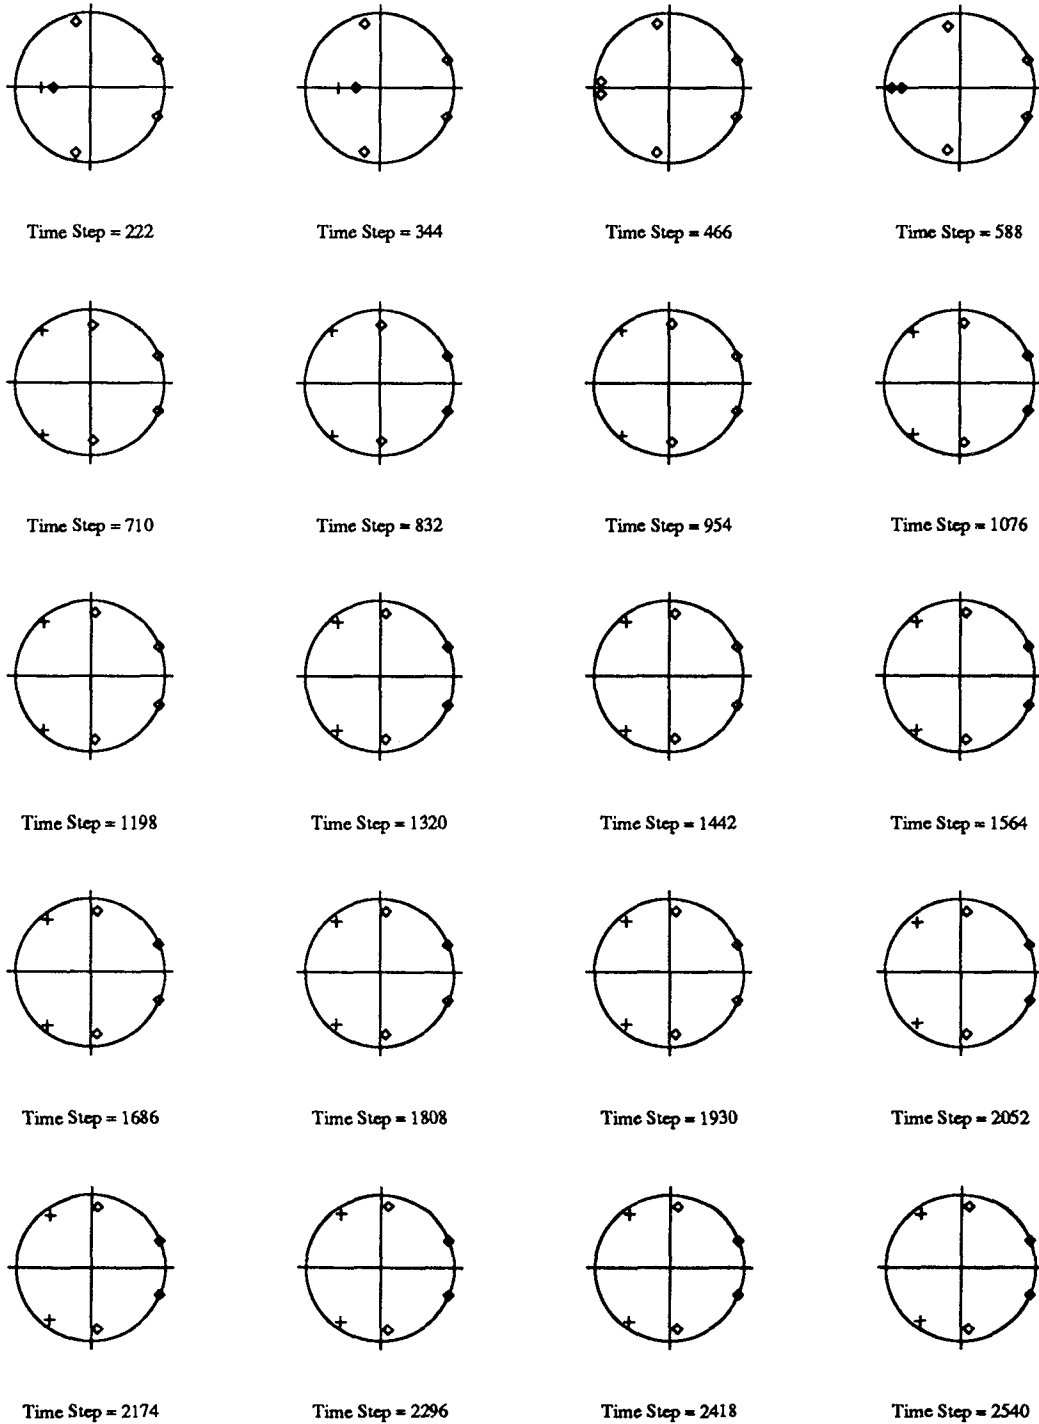 Time Step = 222
Time Step = 344
Time Step = 466
Time Step = 588
Time Step = 710
Time Step = 832
Time Step = 954
Time Step = 1076
Time Step = 1198
Time Step = 1320
Time Step = 1442
Time Step = 1564
Time Step = 1686
Time Step = 1808
Time Step = 1930
Time Step = 2052
Time Step = 2174
Time Step = 2296
Time Step = 2418
Time Step = 2540